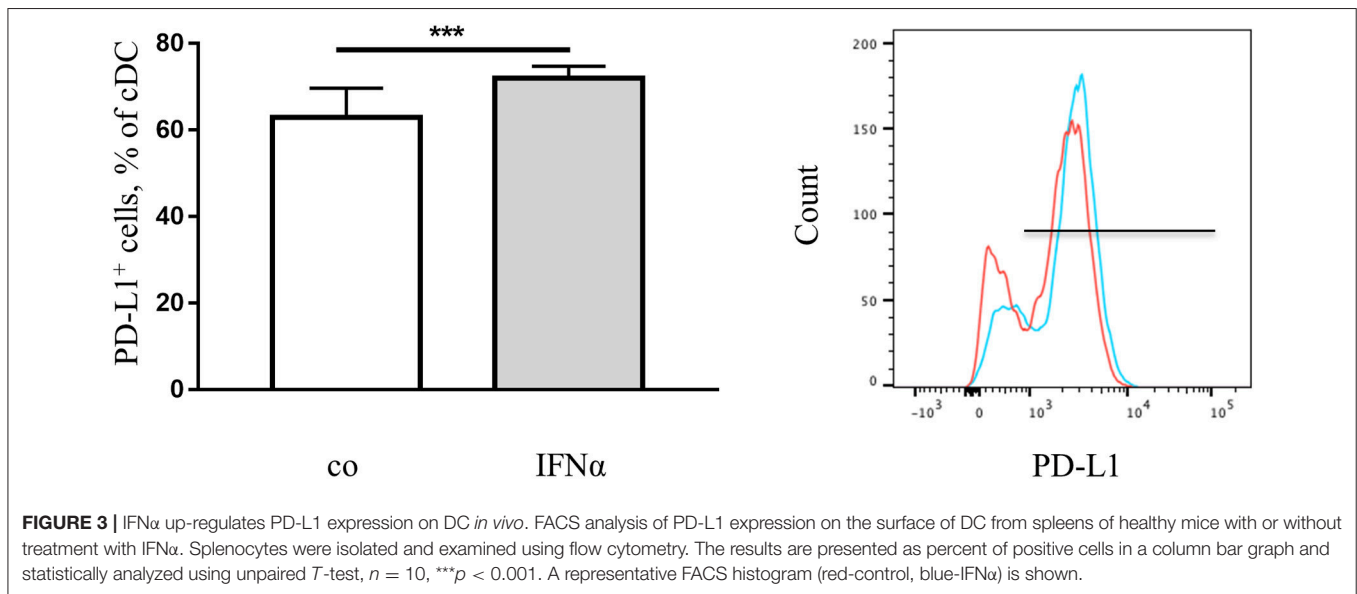 ***
80
60
40
20
0
PD-L1+ cells, % of cDC
co
IFNα
200
150
100
50
0
Count
-10³
0
10³
10⁴
10⁵
PD-L1
FIGURE 3 | IFNα up-regulates PD-L1 expression on DC in vivo. FACS analysis of PD-L1 expression on the surface of DC from spleens of healthy mice with or without
treatment with IFNα. Splenocytes were isolated and examined using flow cytometry. The results are presented as percent of positive cells in a column bar graph and
statistically analyzed using unpaired T-test, n = 10, ***p < 0.001. A representative FACS histogram (red-control, blue-IFNα) is shown.